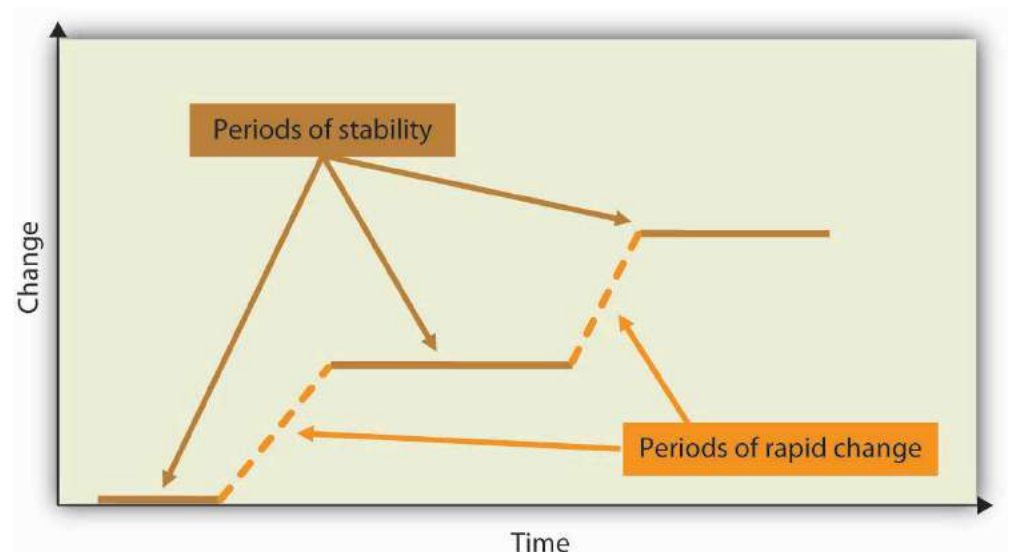 Periods of stability
Change
Periods of rapid change
Time